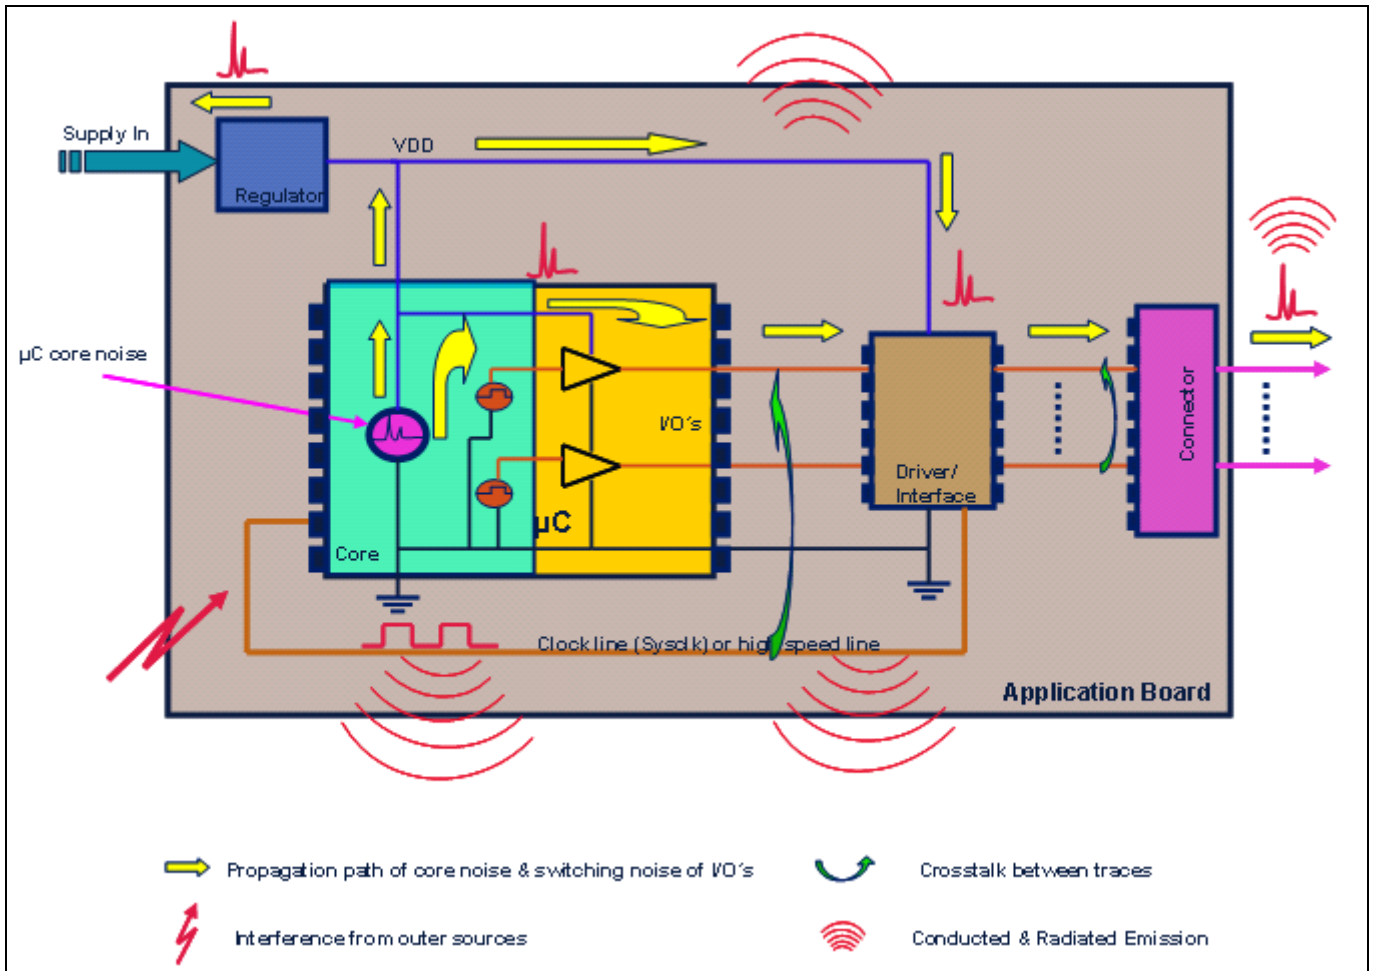 Supply In
VDD
Regulator
µC core noise
I/O's
Connector
Driver/
Interface
µC
Core
Clock line (Sysclk) or high speed line
Application Board
Propagation path of core noise & switching noise of I/O's
Crosstalk between traces
Interference from outer sources
Conducted & Radiated Emission